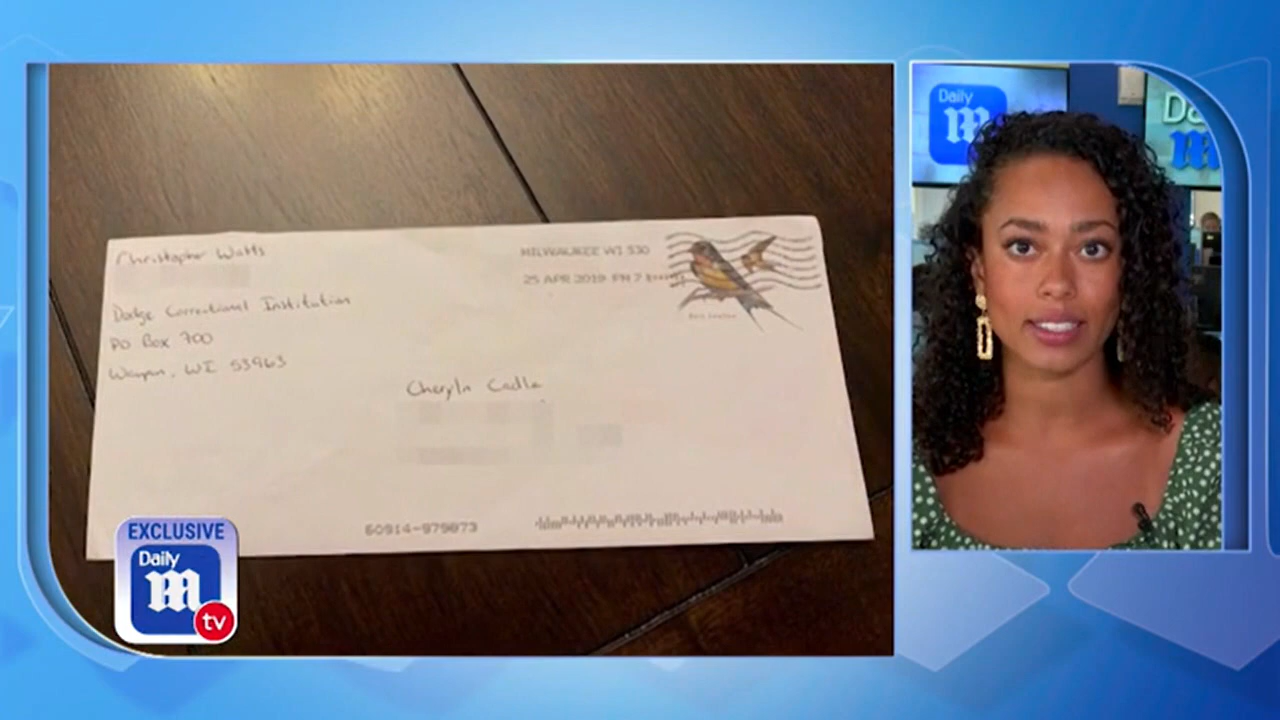 Christopher Watts
Dodge Correctional Institution
PO Box 700
Waupun, WI 53963
MILWAUKEE WI 530
25 APR 2019 PM 7
Cheryln Cadle
60914-979873
EXCLUSIVE
Daily
M
tv
Daily
M
Da
M